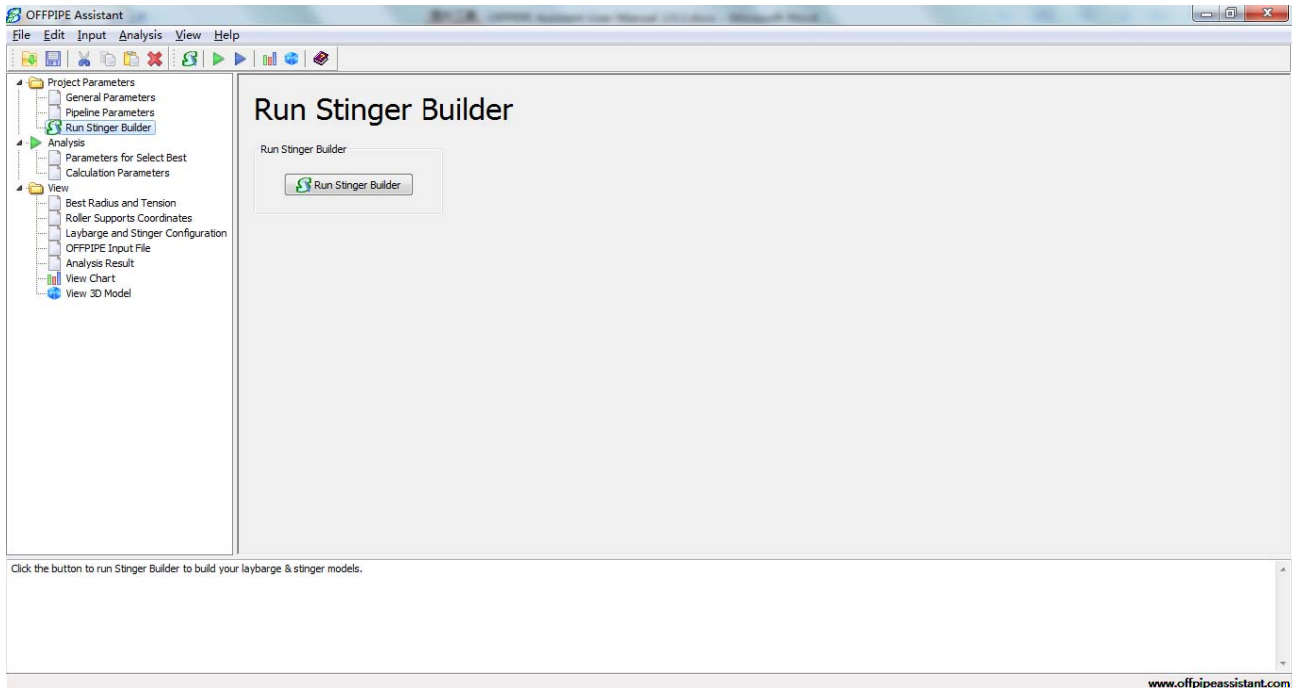 OFFPIPE Assistant
File Edit Input Analysis View Help
Project Parameters
General Parameters
Pipeline Parameters
Run Stinger Builder
Analysis
Parameters for Select Best
Calculation Parameters
View
Best Radius and Tension
Roller Supports Coordinates
Laybarge and Stinger Configuration
OFFPIPE Input File
Analysis Result
View Chart
View 3D Model
Run Stinger Builder
Run Stinger Builder
Run Stinger Builder
Click the button to run Stinger Builder to build your laybarge & stinger models.
www.offpipeassistant.com